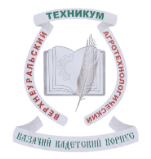 ВЕРХНЕУРАЛЬСКИЙ
ТЕХНИКУМ
АГРОТЕХНОЛОГИЧЕСКИЙ
КАЗАЧИЙ КАДЕТСКИЙ КОРПУС